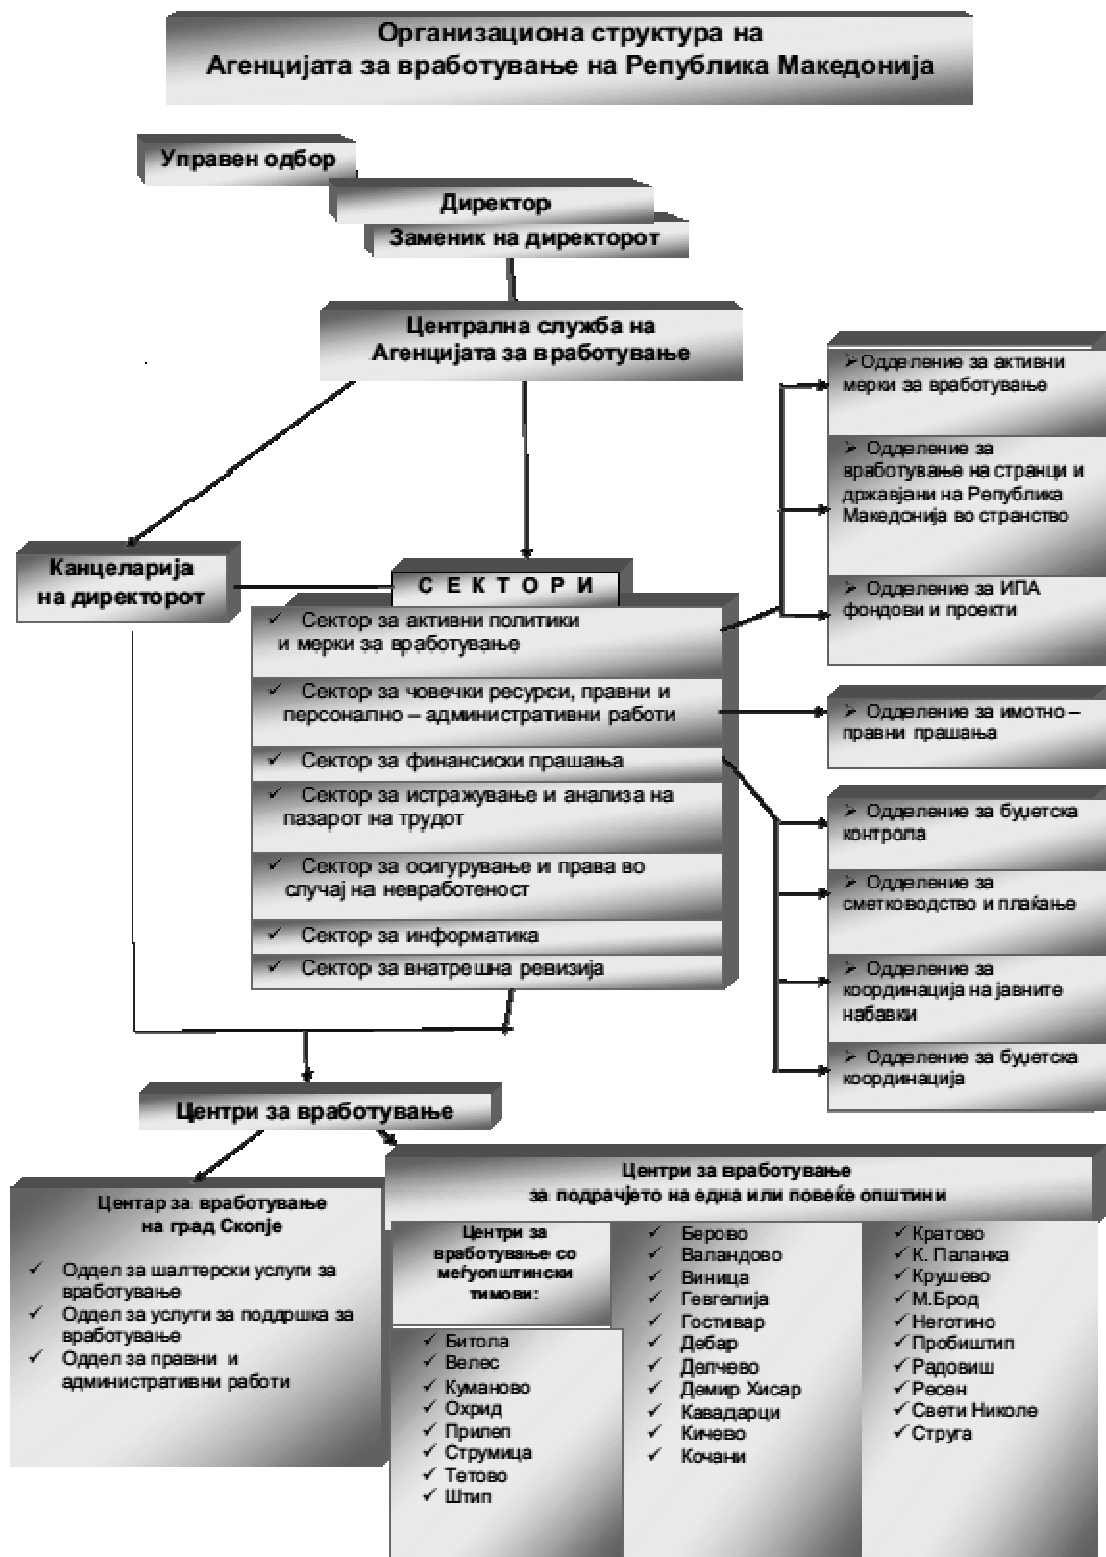 Организациона структура на
Агенцијата за вработување на Република Македонија
Управен одбор
Директор
Заменик на директорот
Централна служба на
Агенцијата за вработување
Канцеларија
на директорот
С Е К Т О Р И
✓ Сектор за активни политики
и мерки за вработување
✓ Сектор за човечки ресурси, правни и
персонално – административни работи
✓ Сектор за финансиски прашања
✓ Сектор за истражување и анализа на
пазарот на трудот
✓ Сектор за осигурување и права во
случај на невработеност
✓ Сектор за информатика
✓ Сектор за внатрешна ревизија
➢ Одделение за активни
мерки за вработување
➢ Одделение за
вработување на странци и
државјани на Република
Македонија во странство
➢ Одделение за ИПА
фондови и проекти
➢ Одделение за имотно –
правни прашања
➢ Одделение за буџетска
контрола
➢ Одделение за
сметководство и плаќање
➢ Одделение за
координација на јавните
набавки
➢ Одделение за буџетска
координација
Центри за вработување
Центар за вработување
на град Скопје
✓ Оддел за шалтерски услуги за
вработување
✓ Оддел за услуги за поддршка за
вработување
✓ Оддел за правни и
административни работи
Центри за вработување
за подрачјето на една или повеќе општини
Центри за
вработување со
меѓуопштински
тимови:
✓ Битола
✓ Велес
✓ Куманово
✓ Охрид
✓ Прилеп
✓ Струмица
✓ Тетово
✓ Штип
✓ Берово
✓ Валандово
✓ Виница
✓ Гевгелија
✓ Гостивар
✓ Дебар
✓ Делчево
✓ Демир Хисар
✓ Кавадарци
✓ Кичево
✓ Кочани
✓ Кратово
✓ К. Паланка
✓ Крушево
✓ М.Брод
✓ Неготино
✓ Пробиштип
✓ Радовиш
✓ Ресен
✓ Свети Николе
✓ Струга